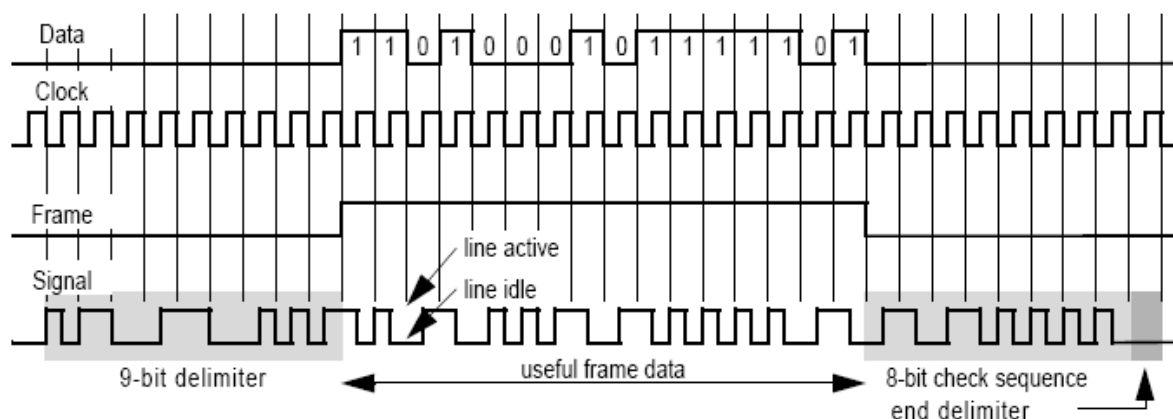 Data
1 1 0 1 0 0 0 1 0 1 1 1 1 1 0 1
Clock
Frame
line active
Signal
line idle
9-bit delimiter
useful frame data
8-bit check sequence
end delimiter